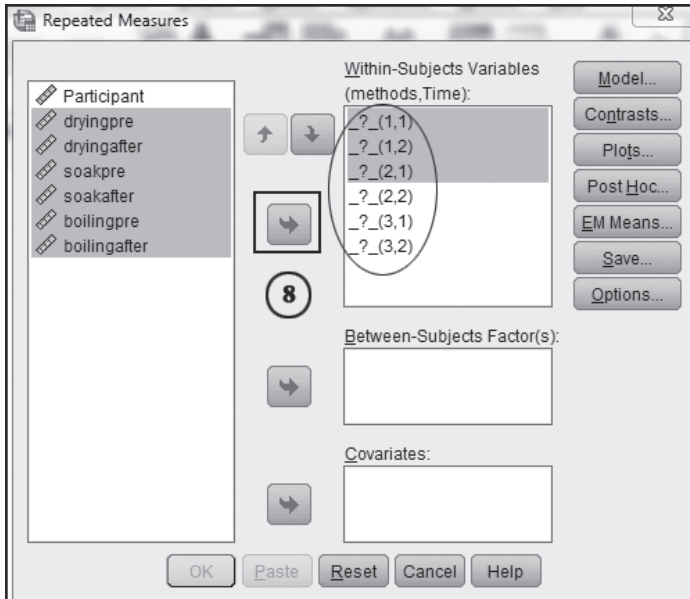 Repeated Measures
Participant
dryingpre
dryingafter
soakpre
soakafter
boilingpre
boilingafter
8
Within-Subjects Variables
(methods,Time):
_?_(1,1)
_?_(1,2)
_?_(2,1)
_?_(2,2)
_?_(3,1)
_?_(3,2)
Between-Subjects Factor(s):
Covariates:
Model...
Contrasts...
Plots...
Post Hoc...
EM Means...
Save...
Options...
OK Paste Reset Cancel Help